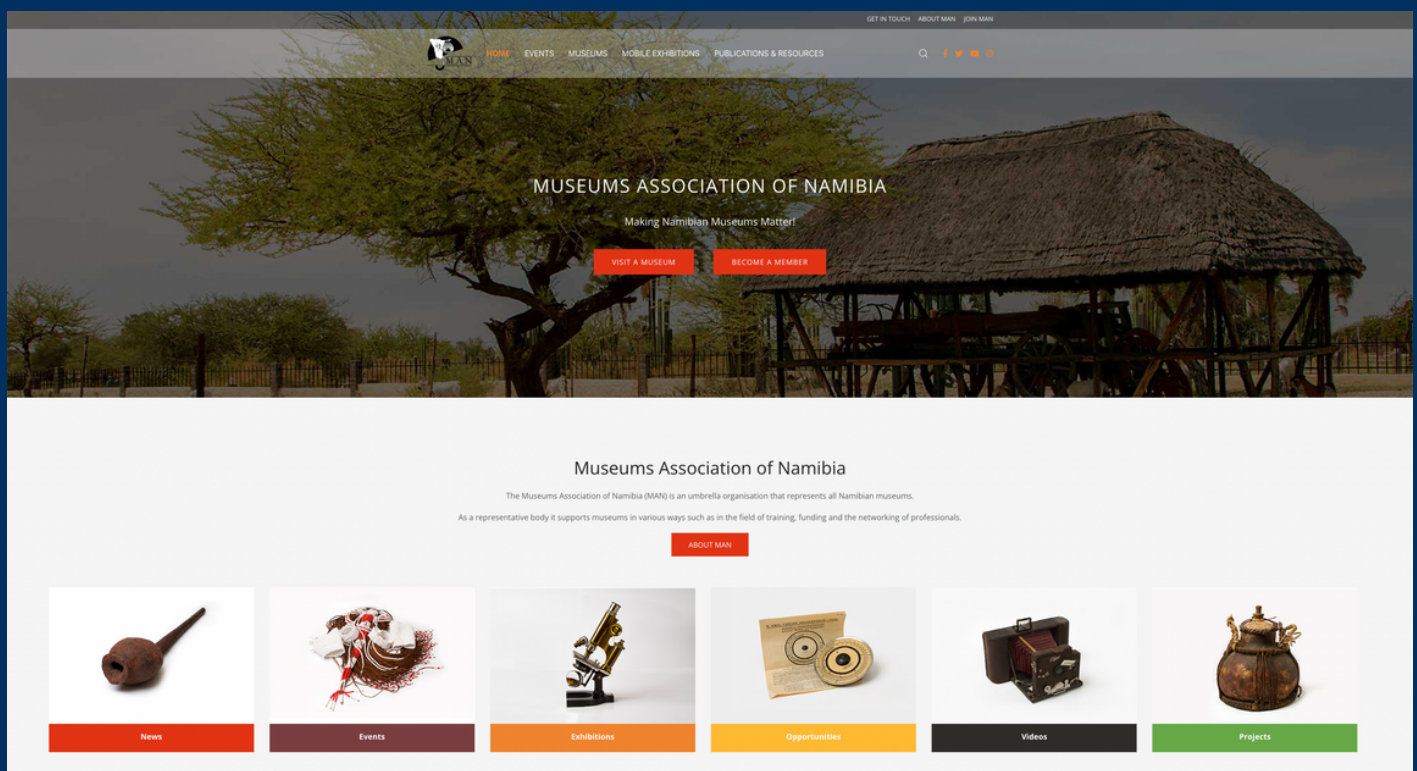 GET IN TOUCH ABOUT MAN JOIN MAN
MAN
HOME EVENTS MUSEUMS MOBILE EXHIBITIONS PUBLICATIONS & RESOURCES
MUSEUMS ASSOCIATION OF NAMIBIA
Making Namibian Museums Matter!
VISIT A MUSEUM BECOME A MEMBER
Museums Association of Namibia
The Museums Association of Namibia (MAN) is an umbrella organisation that represents all Namibian museums.
As a representative body it supports museums in various ways such as in the field of training, funding and the networking of professionals.
ABOUT MAN
News Events Exhibitions Opportunities Videos Projects